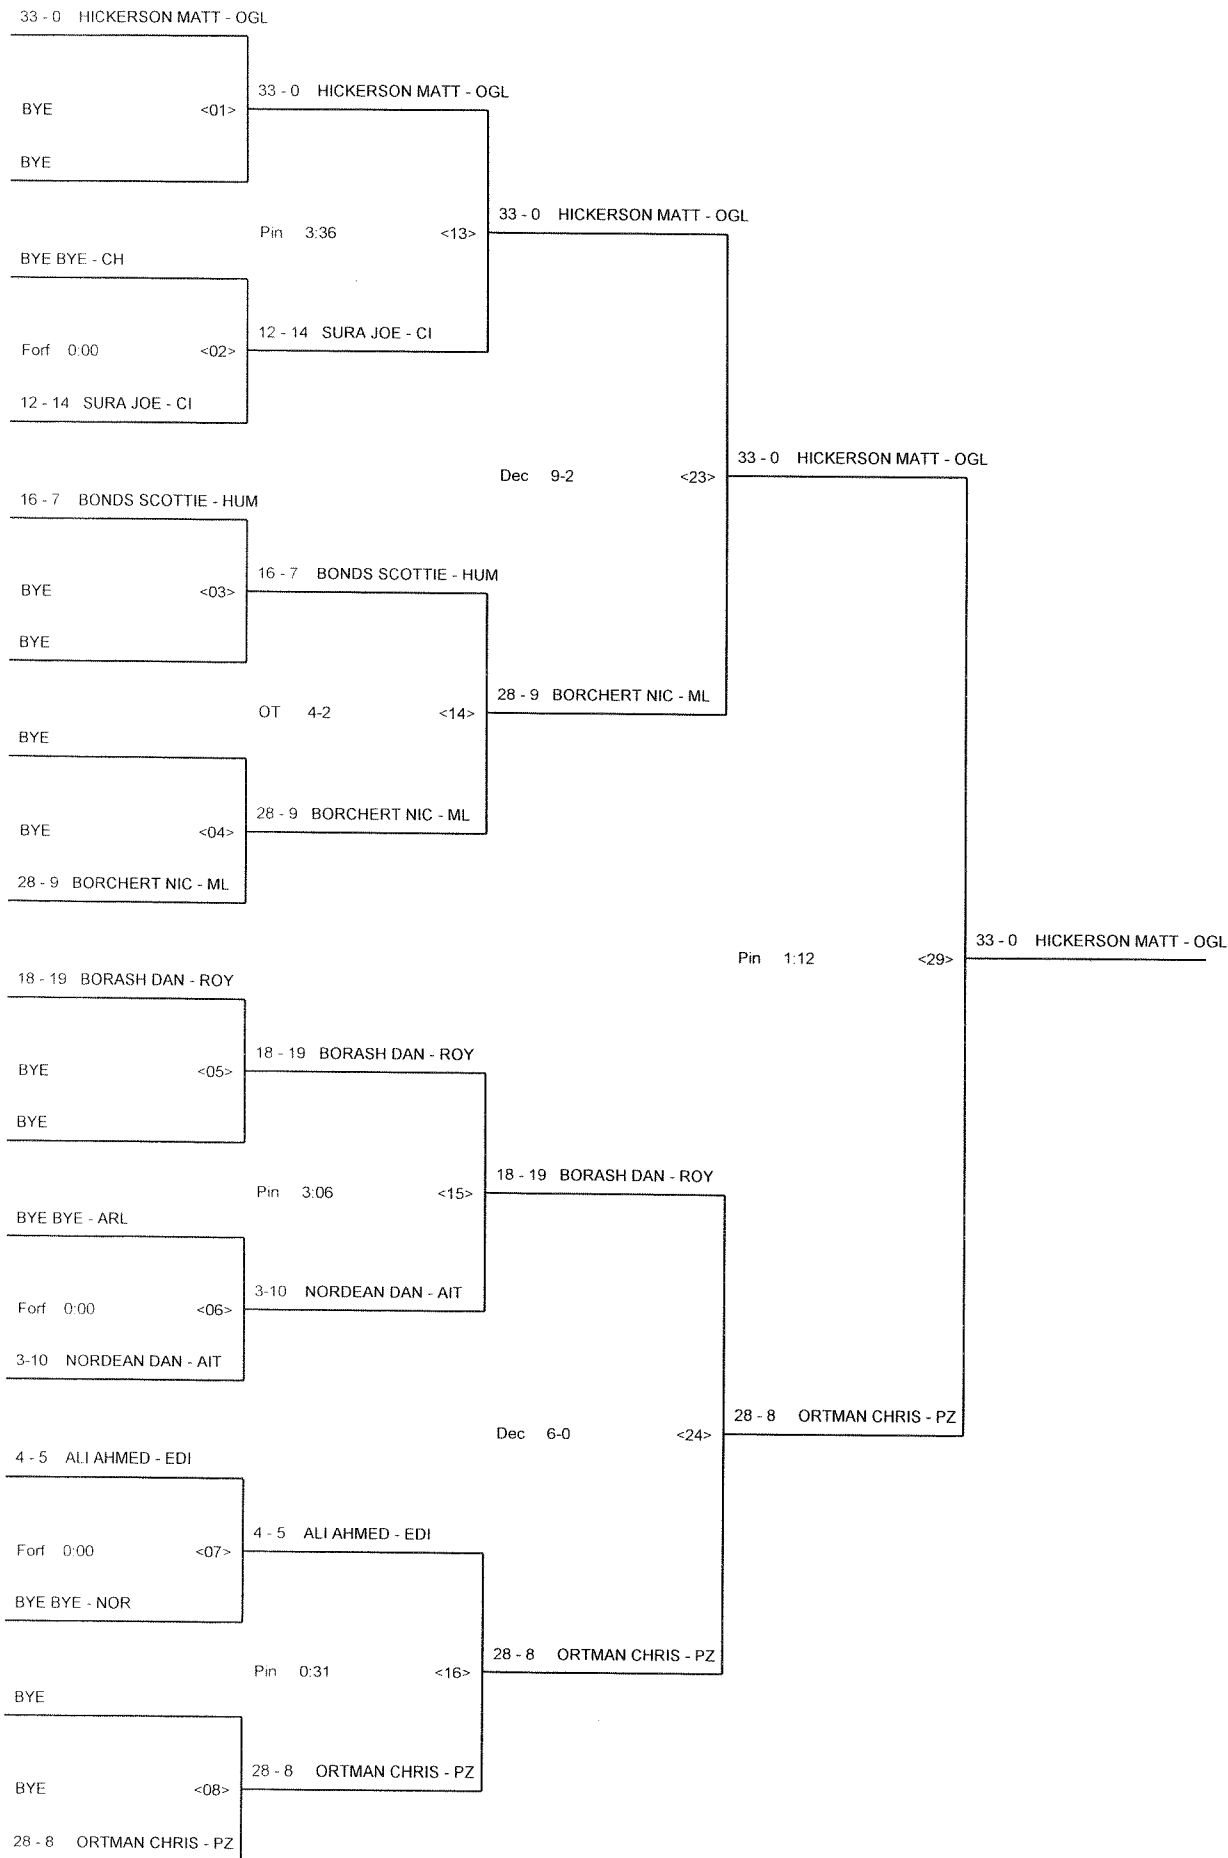 33 - 0 HICKERSON MATT - OGL
33 - 0 HICKERSON MATT - OGL
BYE <01>
BYE
33 - 0 HICKERSON MATT - OGL
Pin 3:36 <13>
BYE BYE - CH
12 - 14 SURA JOE - CI
Forf 0:00 <02>
12 - 14 SURA JOE - CI
33 - 0 HICKERSON MATT - OGL
Dec 9-2 <23>
16 - 7 BONDS SCOTTIE - HUM
16 - 7 BONDS SCOTTIE - HUM
BYE <03>
BYE
28 - 9 BORCHERT NIC - ML
OT 4-2 <14>
BYE
28 - 9 BORCHERT NIC - ML
BYE <04>
28 - 9 BORCHERT NIC - ML
33 - 0 HICKERSON MATT - OGL
Pin 1:12 <29>
18 - 19 BORASH DAN - ROY
18 - 19 BORASH DAN - ROY
BYE <05>
BYE
18 - 19 BORASH DAN - ROY
Pin 3:06 <15>
BYE BYE - ARL
3-10 NORDEAN DAN - AIT
Forf 0:00 <06>
3-10 NORDEAN DAN - AIT
28 - 8 ORTMAN CHRIS - PZ
Dec 6-0 <24>
4 - 5 ALI AHMED - EDI
4 - 5 ALI AHMED - EDI
Forf 0:00 <07>
BYE BYE - NOR
28 - 8 ORTMAN CHRIS - PZ
Pin 0:31 <16>
BYE
28 - 8 ORTMAN CHRIS - PZ
BYE <08>
28 - 8 ORTMAN CHRIS - PZ